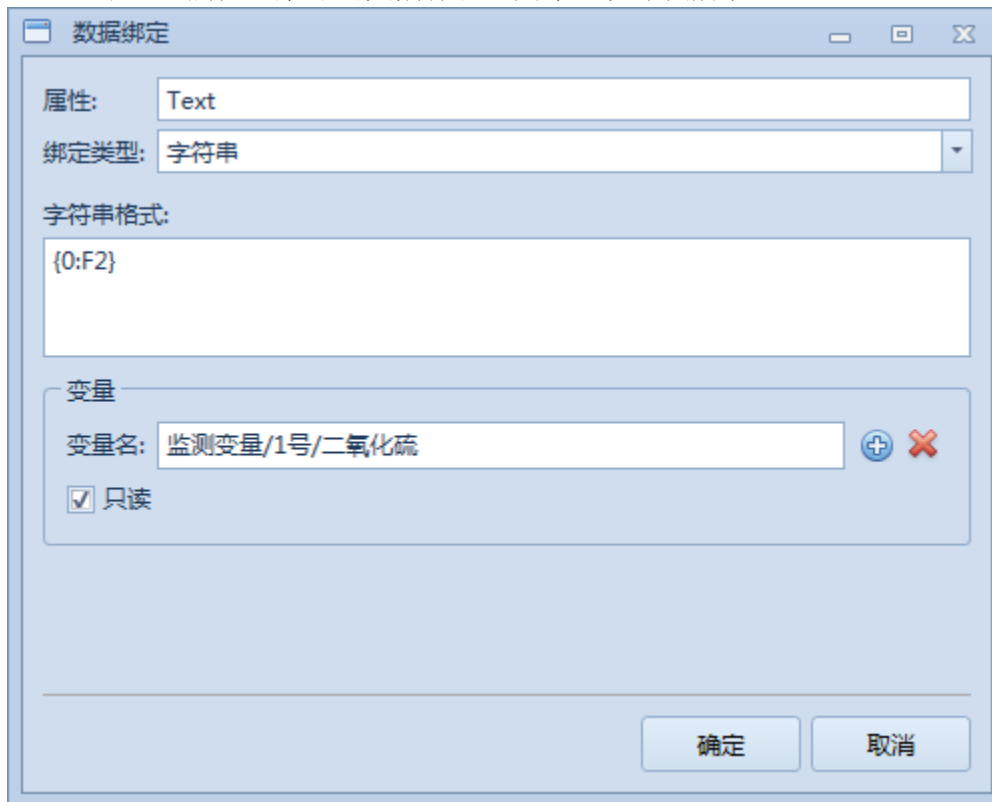 数据绑定
属性: Text
绑定类型: 字符串
字符串格式:
{0:F2}
变量
变量名: 监测变量/1号/二氧化硫
只读
确定 取消